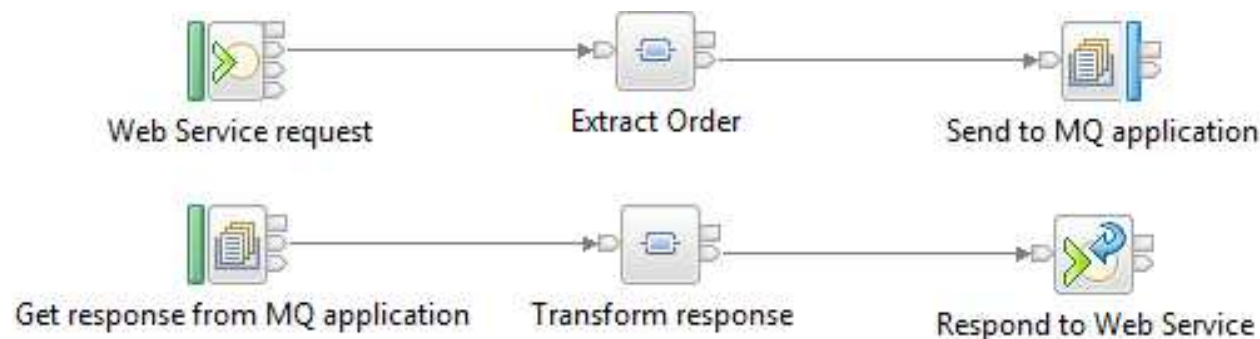 Web Service request
Extract Order
Send to MQ application
Get response from MQ application
Transform response
Respond to Web Service